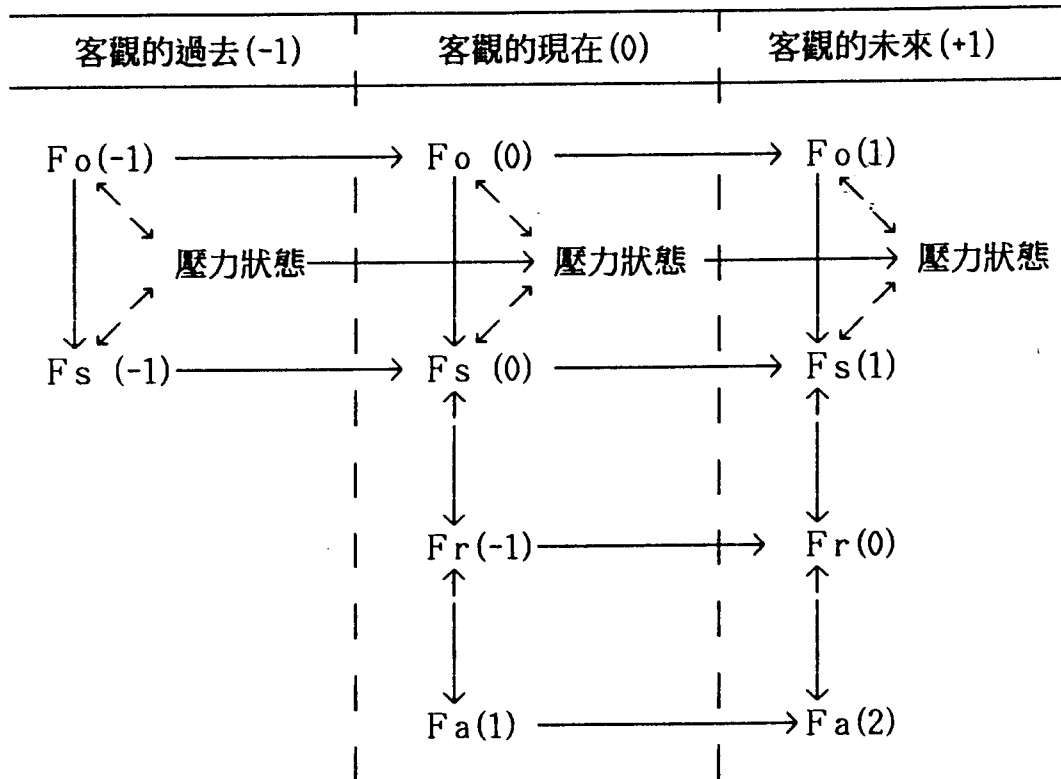 客觀的過去(-1) 客觀的現在(0) 客觀的未來(+1)
Fo(-1) Fo (0) Fo(1)
壓力狀態 壓力狀態 壓力狀態
Fs (-1) Fs (0) Fs(1)
Fr(-1) Fr(0)
Fa(1) Fa(2)